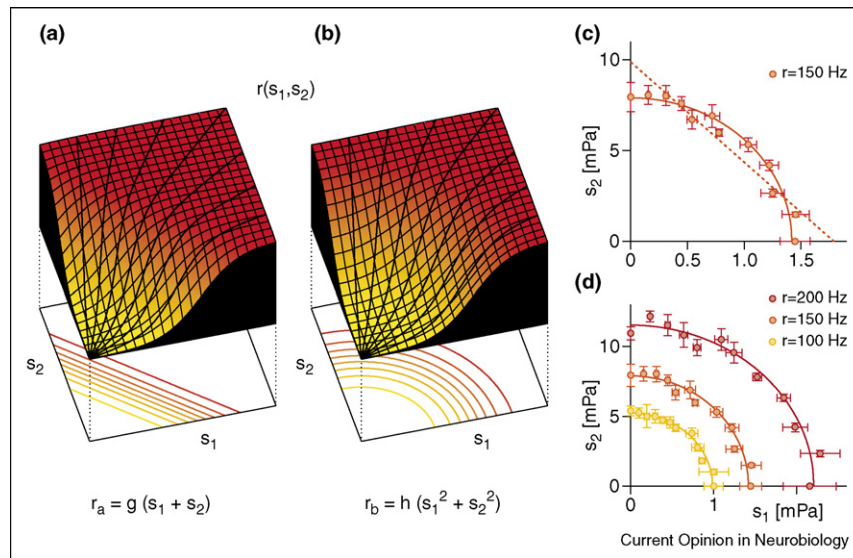 (a)
(b)
r(s₁,s₂)
s₂
s₁
rₐ = g (s₁ + s₂)
s₂
s₁
r_b = h (s₁² + s₂²)
(c)
r=150 Hz
s₂ [mPa]
10
5
0
0.0 0.5 1.0 1.5
(d)
r=200 Hz
r=150 Hz
r=100 Hz
s₂ [mPa]
10
5
0
0 1 2
s₁ [mPa]
Current Opinion in Neurobiology